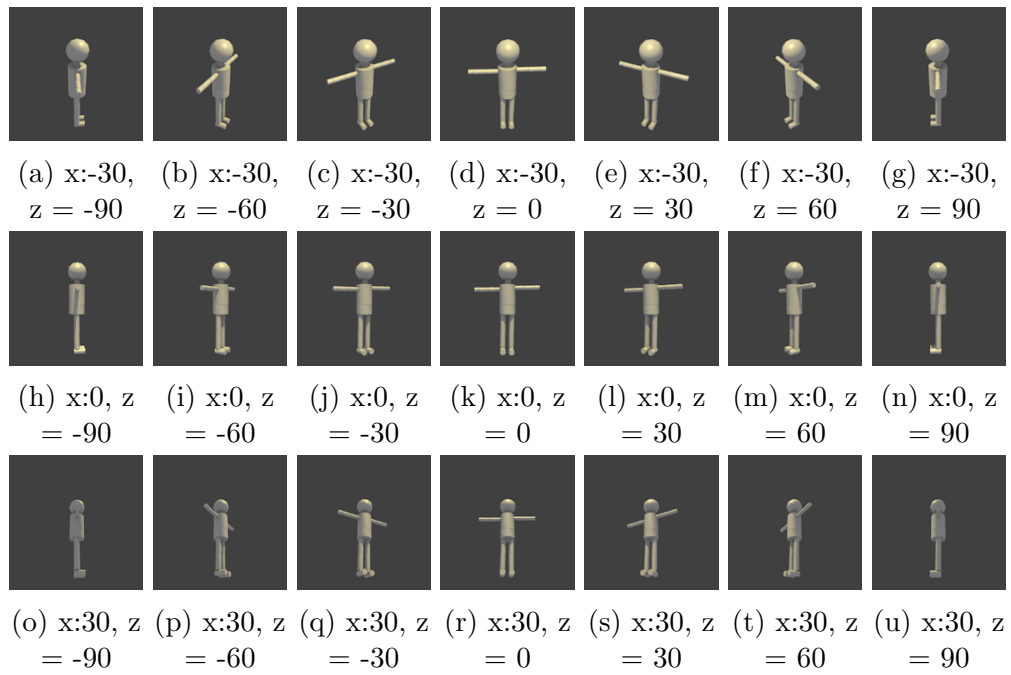 (a) x:-30, (b) x:-30, (c) x:-30, (d) x:-30, (e) x:-30, (f) x:-30, (g) x:-30,
z = -90 z = -60 z = -30 z = 0 z = 30 z = 60 z = 90
(h) x:0, z (i) x:0, z (j) x:0, z (k) x:0, z (l) x:0, z (m) x:0, z (n) x:0, z
= -90 = -60 = -30 = 0 = 30 = 60 = 90
(o) x:30, z (p) x:30, z (q) x:30, z (r) x:30, z (s) x:30, z (t) x:30, z (u) x:30, z
= -90 = -60 = -30 = 0 = 30 = 60 = 90